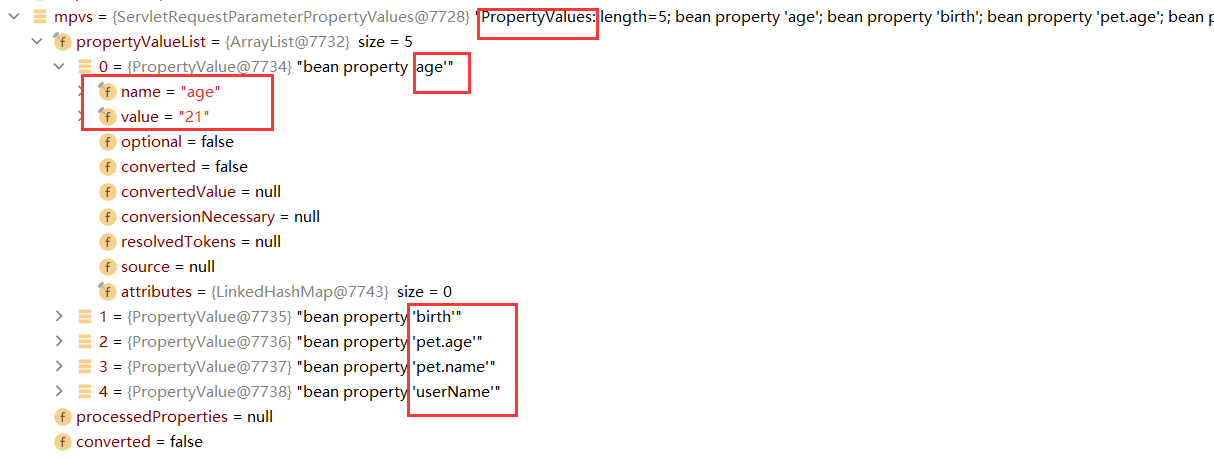 mpvs = {ServletRequestParameterPropertyValues@7728} "PropertyValues: length=5; bean property 'age'; bean property 'birth'; bean property 'pet.age'; bean p
propertyValueList = {ArrayList@7732} size = 5
0 = {PropertyValue@7734} "bean property 'age'"
f name = "age"
f value = "21"
f optional = false
f converted = false
f convertedValue = null
f conversionNecessary = null
f resolvedTokens = null
f source = null
f attributes = {LinkedHashMap@7743} size = 0
1 = {PropertyValue@7735} "bean property 'birth'"
2 = {PropertyValue@7736} "bean property 'pet.age'"
3 = {PropertyValue@7737} "bean property 'pet.name'"
4 = {PropertyValue@7738} "bean property 'userName'"
f processedProperties = null
f converted = false